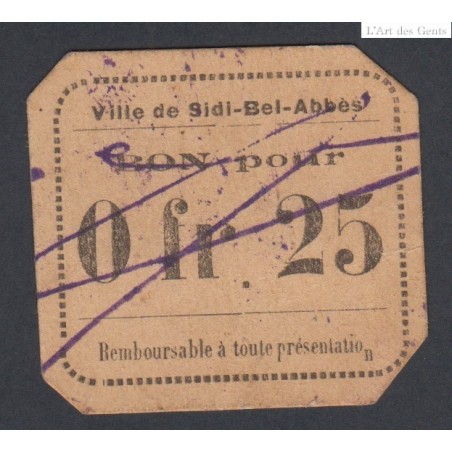 L'Art des Gents
Ville de Sidi-Bel-Abbès
BON pour
0 fr. 25
Remboursable à toute présentation